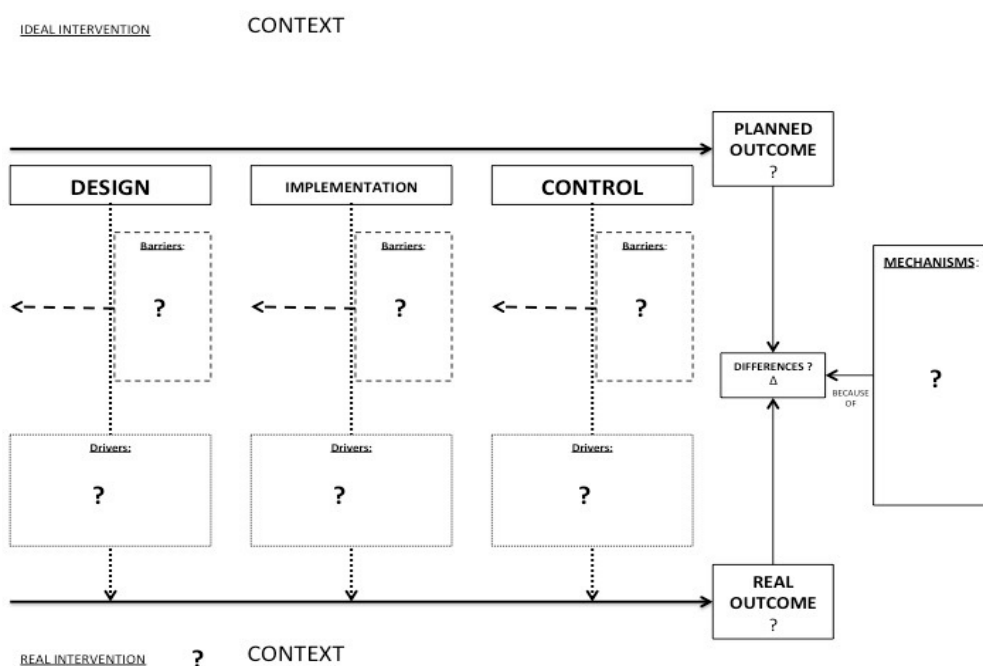 IDEAL INTERVENTION
CONTEXT
PLANNED
OUTCOME
?
DESIGN
IMPLEMENTATION
CONTROL
Barriers:
?
Barriers:
?
Barriers:
?
MECHANISMS:
?
DIFFERENCES ?
Δ
BECAUSE
OF
Drivers:
?
Drivers:
?
Drivers:
?
REAL
OUTCOME
?
REAL INTERVENTION
?
CONTEXT